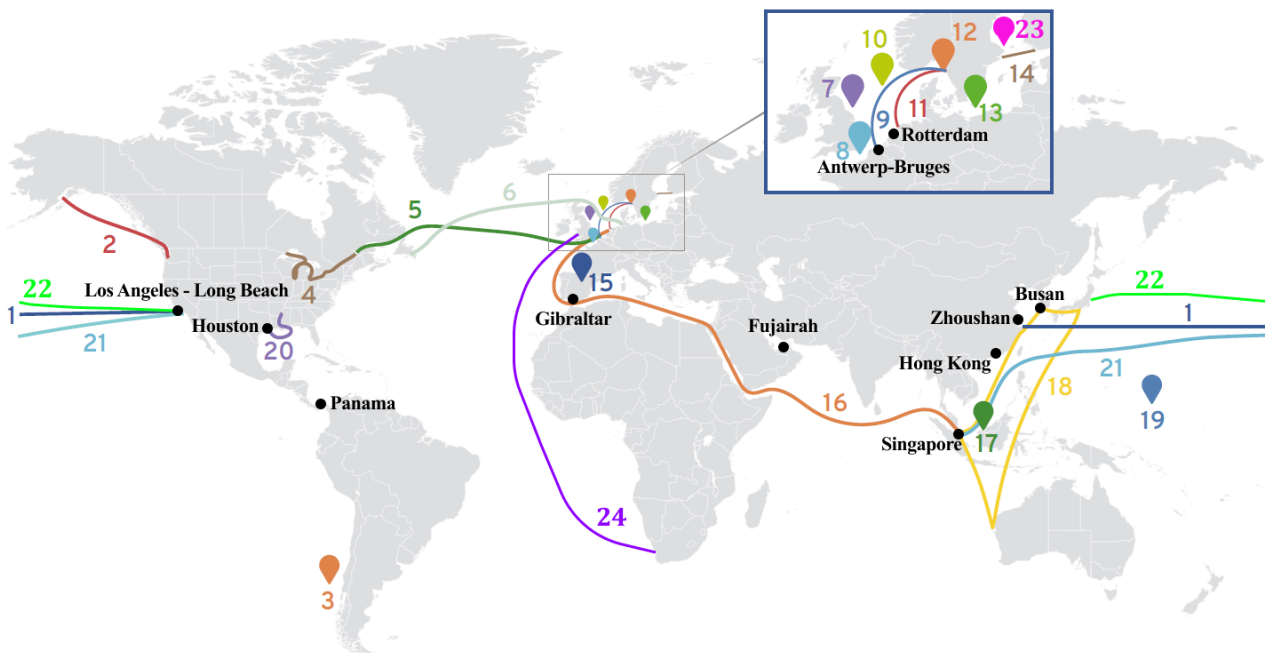 10
12
23
7
14
9
11
13
8
Rotterdam
Antwerp-Bruges
6
5
2
22
Los Angeles - Long Beach
4
15
22
Busan
1
Zhoushan
1
Houston
Gibraltar
Fujairah
21
20
Hong Kong
21
18
Panama
16
19
Singapore
17
24
3